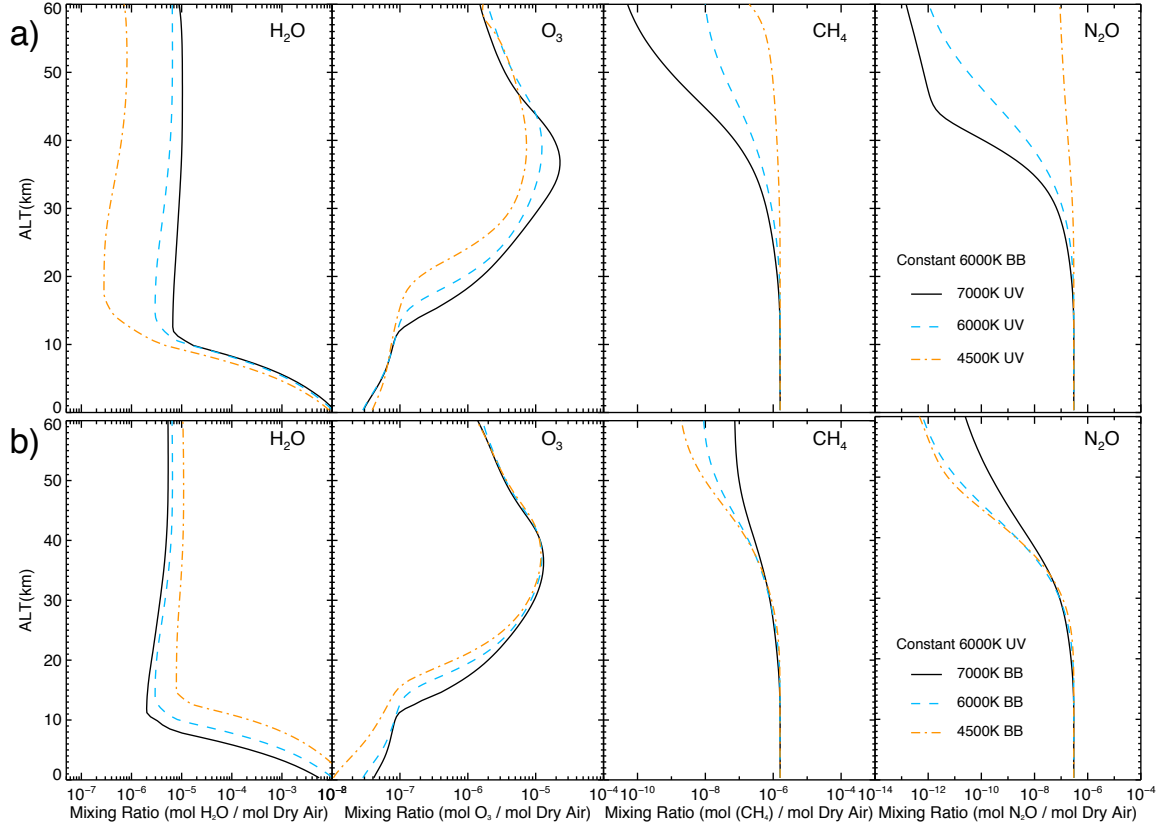 a)
H₂O
O₃
CH₄
N₂O
60
50
40
30
20
10
0
ALT(km)
Constant 6000K BB
7000K UV
6000K UV
4500K UV
b)
H₂O
O₃
CH₄
N₂O
60
50
40
30
20
10
0
ALT(km)
Constant 6000K UV
7000K BB
6000K BB
4500K BB
10⁻⁷ 10⁻⁶ 10⁻⁵ 10⁻⁴ 10⁻³ 10⁻²
10⁻⁸ 10⁻⁷ 10⁻⁶ 10⁻⁵
10⁻¹⁰ 10⁻⁸ 10⁻⁶ 10⁻⁴
10⁻¹⁴ 10⁻¹² 10⁻¹⁰ 10⁻⁸ 10⁻⁶ 10⁻⁴
Mixing Ratio (mol H₂O / mol Dry Air)
Mixing Ratio (mol O₃ / mol Dry Air)
Mixing Ratio (mol (CH₄) / mol Dry Air)
Mixing Ratio (mol N₂O / mol Dry Air)